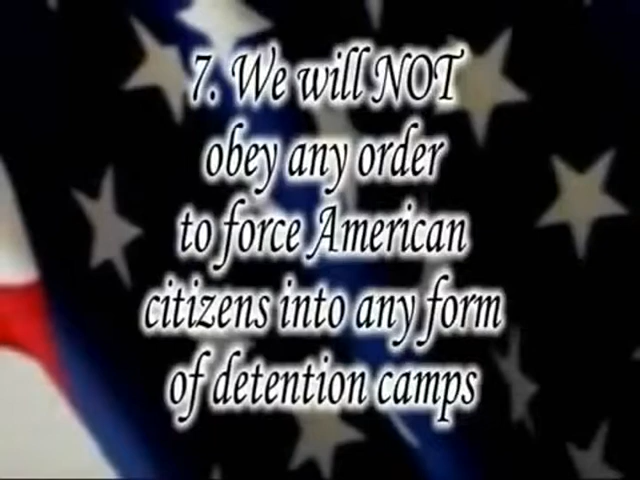 7. We will NOT
obey any order
to force American
citizens into any form
of detention camps